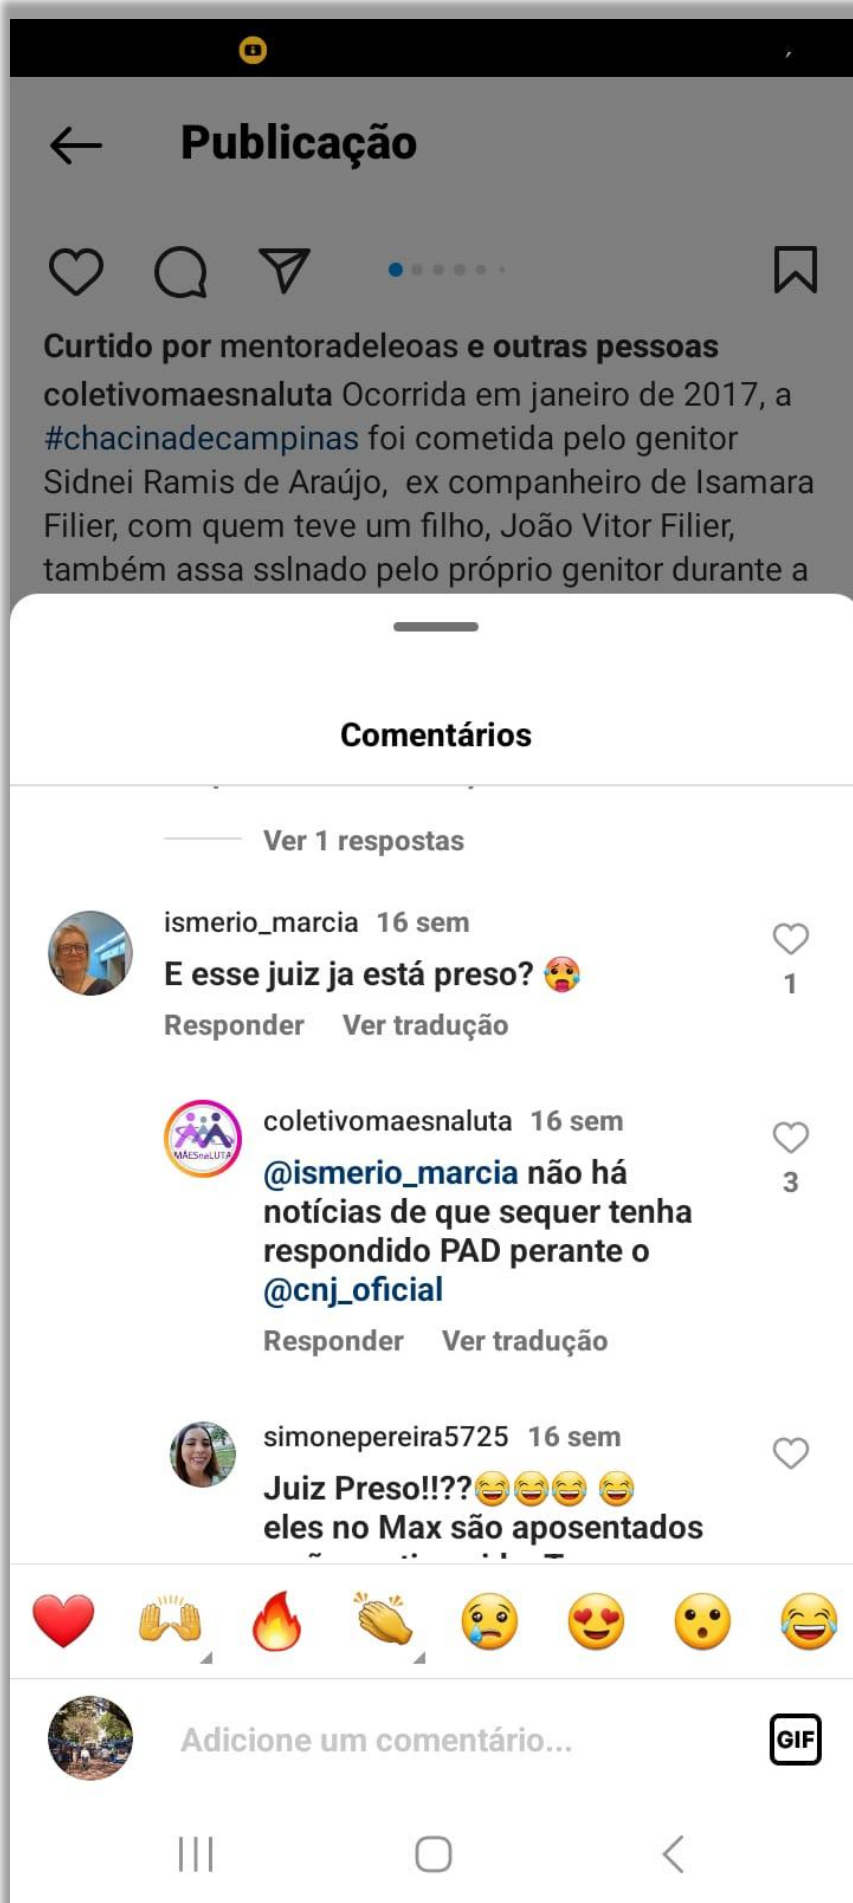 Publicação
Curtido por mentoradeleoas e outras pessoas
coletivomaesnaluta Ocorrida em janeiro de 2017, a
#chacinadecampinas foi cometida pelo genitor
Sidnei Ramis de Araújo, ex companheiro de Isamara
Filier, com quem teve um filho, João Vitor Filier,
também assa sslnado pelo próprio genitor durante a
Comentários
Ver 1 respostas
ismerio_marcia 16 sem
E esse juiz ja está preso? 🥵
1
Responder Ver tradução
MÃESnaLUTA
coletivomaesnaluta 16 sem
@ismerio_marcia não há
3
notícias de que sequer tenha
respondido PAD perante o
@cnj_oficial
Responder Ver tradução
simonepereira5725 16 sem
Juiz Preso!!??😂😂😂 😂
eles no Max são aposentados
Adicione um comentário...
GIF